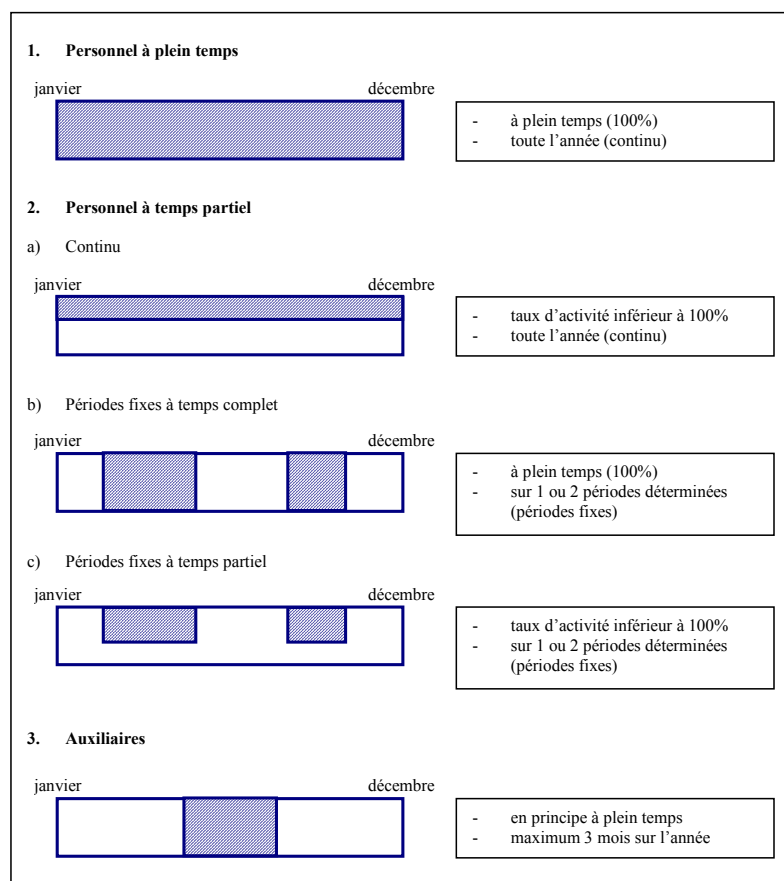 1. Personnel à plein temps
janvier décembre
- à plein temps (100%)
- toute l'année (continu)
2. Personnel à temps partiel
a) Continu
janvier décembre
- taux d'activité inférieur à 100%
- toute l'année (continu)
b) Périodes fixes à temps complet
janvier décembre
- à plein temps (100%)
- sur 1 ou 2 périodes déterminées
(périodes fixes)
c) Périodes fixes à temps partiel
janvier décembre
- taux d'activité inférieur à 100%
- sur 1 ou 2 périodes déterminées
(périodes fixes)
3. Auxiliaires
janvier décembre
- en principe à plein temps
- maximum 3 mois sur l'année